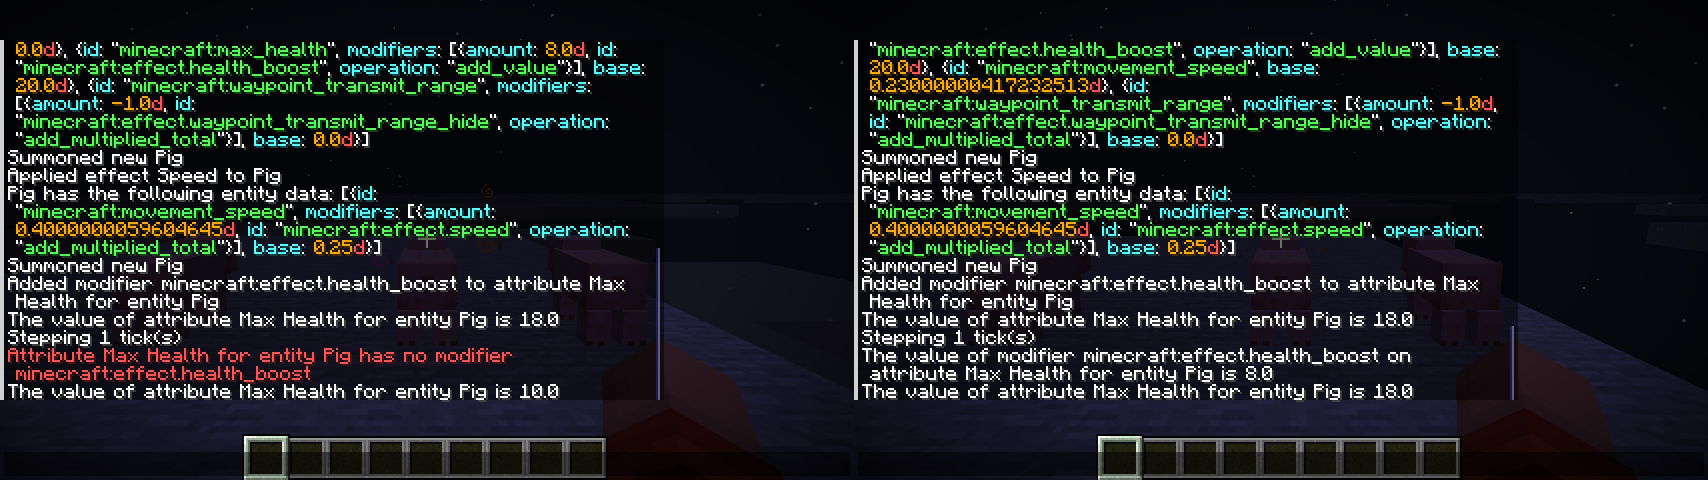 0.0d}, {id: "minecraft:max_health", modifiers: [{amount: 8.0d, id:
"minecraft:effect.health_boost", operation: "add_value"}], base:
20.0d}, {id: "minecraft:waypoint_transmit_range", modifiers:
[{amount: -1.0d, id:
"minecraft:effect.waypoint_transmit_range_hide", operation:
"add_multiplied_total"}], base: 0.0d}]
Summoned new Pig
Applied effect Speed to Pig
Pig has the following entity data: [{id:
"minecraft:movement_speed", modifiers: [{amount:
0.4000000059604645d, id: "minecraft:effect.speed", operation:
"add_multiplied_total"}], base: 0.25d}]
Summoned new Pig
Added modifier minecraft:effect.health_boost to attribute Max
Health for entity Pig
The value of attribute Max Health for entity Pig is 18.0
Stepping 1 tick(s)
Attribute Max Health for entity Pig has no modifier
minecraft:effect.health_boost
The value of attribute Max Health for entity Pig is 10.0
"minecraft:effect.health_boost", operation: "add_value"}], base:
20.0d}, {id: "minecraft:movement_speed", base:
0.23000000417232513d}, {id:
"minecraft:waypoint_transmit_range", modifiers: [{amount: -1.0d,
id: "minecraft:effect.waypoint_transmit_range_hide", operation:
"add_multiplied_total"}], base: 0.0d}]
Summoned new Pig
Applied effect Speed to Pig
Pig has the following entity data: [{id:
"minecraft:movement_speed", modifiers: [{amount:
0.4000000059604645d, id: "minecraft:effect.speed", operation:
"add_multiplied_total"}], base: 0.25d}]
Summoned new Pig
Added modifier minecraft:effect.health_boost to attribute Max
Health for entity Pig
The value of attribute Max Health for entity Pig is 18.0
Stepping 1 tick(s)
The value of modifier minecraft:effect.health_boost on
attribute Max Health for entity Pig is 8.0
The value of attribute Max Health for entity Pig is 18.0